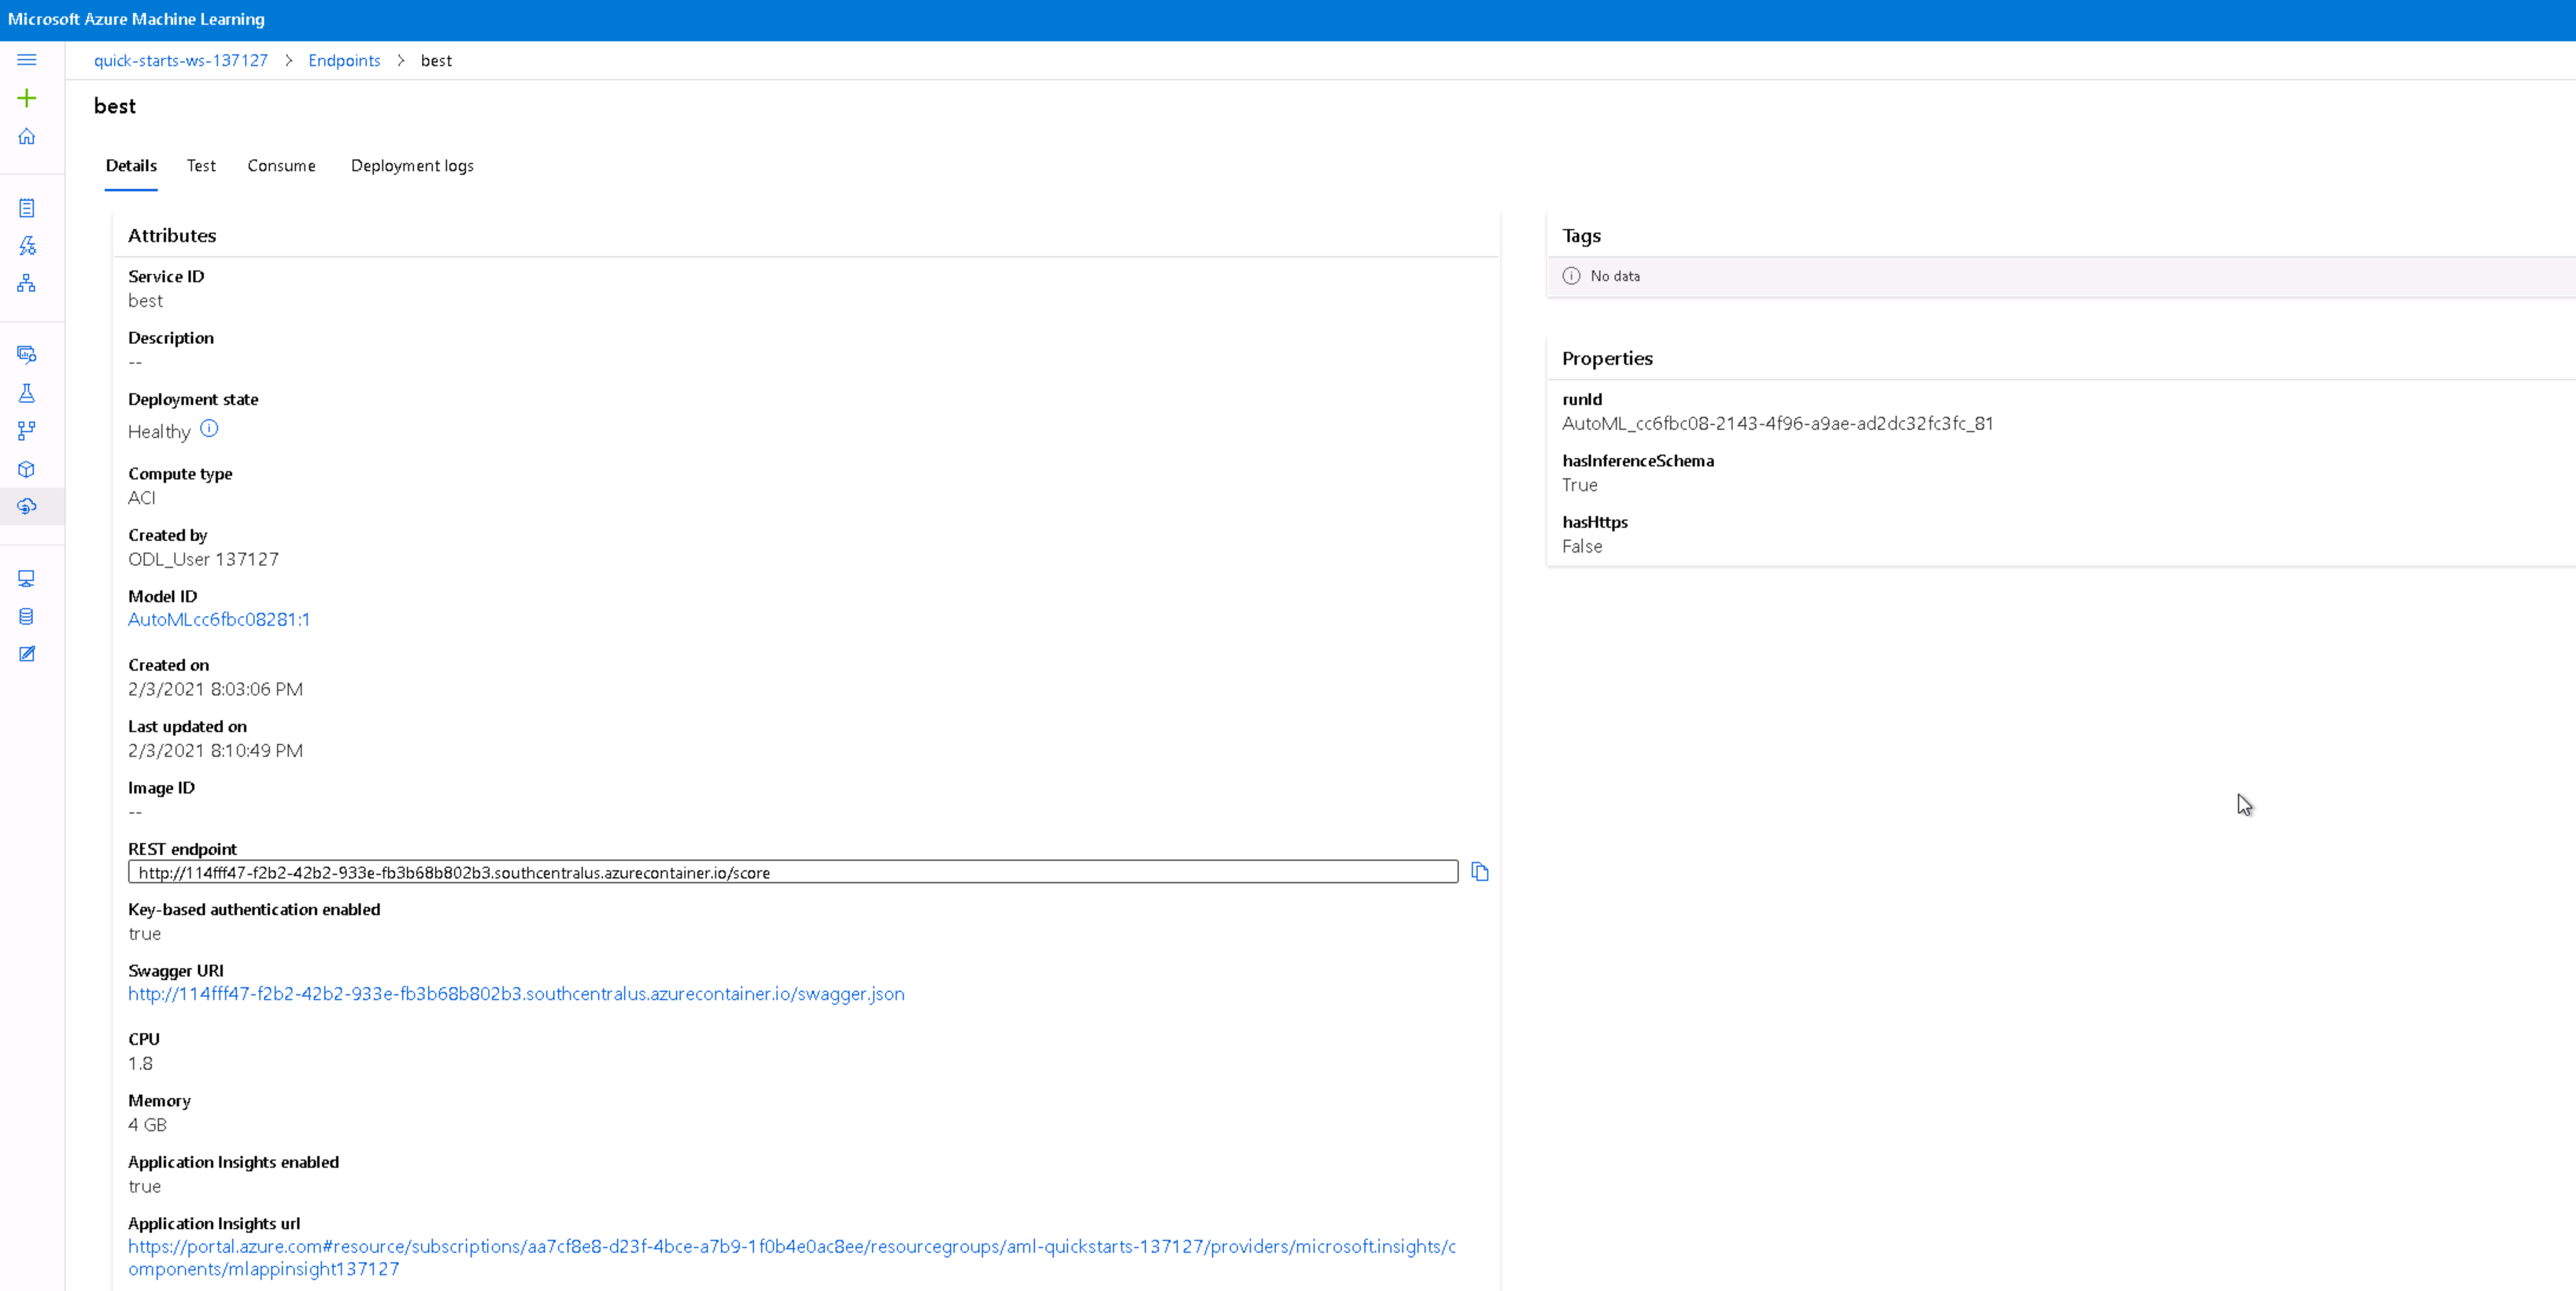 Microsoft Azure Machine Learning
quick-starts-ws-137127 > Endpoints > best
best
Details Test Consume Deployment logs
Attributes
Service ID
best
Description
--
Deployment state
Healthy
Compute type
ACI
Created by
ODL_User 137127
Model ID
AutoMLcc6fbc08281:1
Created on
2/3/2021 8:03:06 PM
Last updated on
2/3/2021 8:10:49 PM
Image ID
--
REST endpoint
http://114fff47-f2b2-42b2-933e-fb3b68b802b3.southcentralus.azurecontainer.io/score
Key-based authentication enabled
true
Swagger URI
http://114fff47-f2b2-42b2-933e-fb3b68b802b3.southcentralus.azurecontainer.io/swagger.json
CPU
1.8
Memory
4 GB
Application Insights enabled
true
Application Insights url
https://portal.azure.com#resource/subscriptions/aa7cf8e8-d23f-4bce-a7b9-1f0b4e0ac8ee/resourcegroups/aml-quickstarts-137127/providers/microsoft.insights/c
omponents/mlappinsight137127
Tags
No data
Properties
runId
AutoML_cc6fbc08-2143-4f96-a9ae-ad2dc32fc3fc_81
hasInferenceSchema
True
hasHttps
False